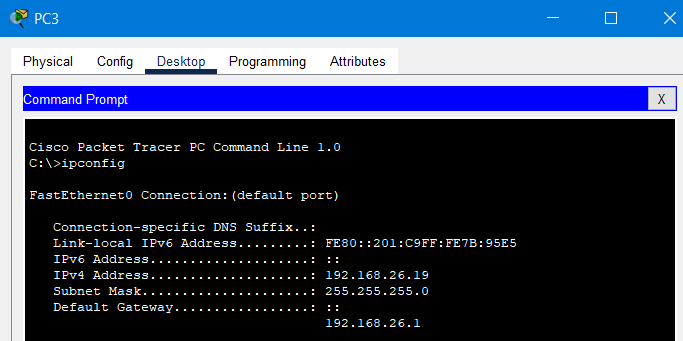 PC3
Physical Config Desktop Programming Attributes
Command Prompt X
Cisco Packet Tracer PC Command Line 1.0
C:\>ipconfig
FastEthernet0 Connection:(default port)
Connection-specific DNS Suffix..:
Link-local IPv6 Address.........: FE80::201:C9FF:FE7B:95E5
IPv6 Address....................: ::
IPv4 Address....................: 192.168.26.19
Subnet Mask.....................: 255.255.255.0
Default Gateway.................: ::
192.168.26.1